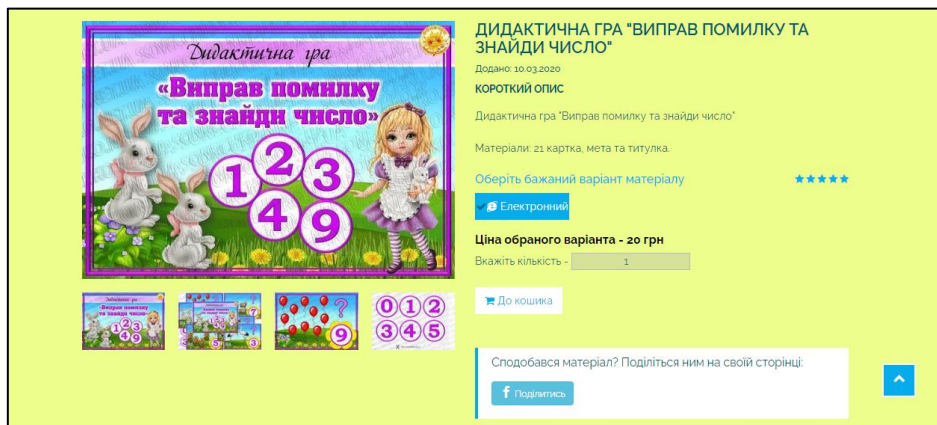 Дидактична гра
«Виправ помилку
та знайди число»
1
2
3
4
9
ДИДАКТИЧНА ГРА "ВИПРАВ ПОМИЛКУ ТА
ЗНАЙДИ ЧИСЛО"
Додано: 10.03.2020
КОРОТКИЙ ОПИС
Дидактична гра "Виправ помилку та знайди число"
Матеріали: 21 картка, мета та титулка.
Оберіть бажаний варіант матеріалу
Електронний
Ціна обраного варіанта - 20 грн
Вкажіть кількість - 1
До кошика
?
9
0 1 2
3 4 5
Сподобався матеріал? Поділіться ним на своїй сторінці:
Поділитись